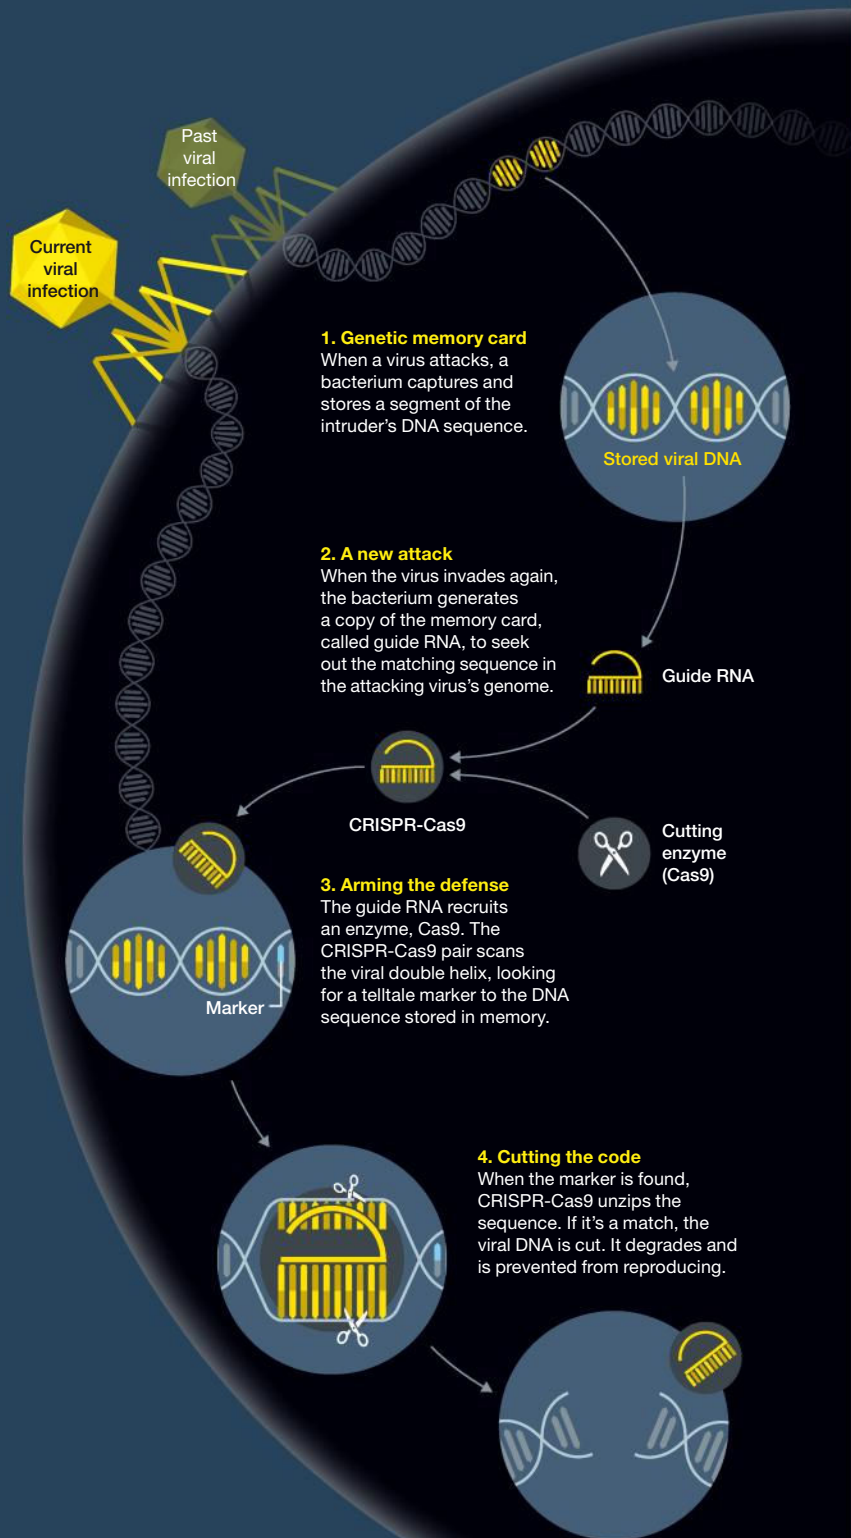 Past
viral
infection
Current
viral
infection
1. Genetic memory card
When a virus attacks, a
bacterium captures and
stores a segment of the
intruder’s DNA sequence.
Stored viral DNA
2. A new attack
When the virus invades again,
the bacterium generates
a copy of the memory card,
called guide RNA, to seek
out the matching sequence in
the attacking virus’s genome.
Guide RNA
CRISPR-Cas9
Cutting
enzyme
(Cas9)
3. Arming the defense
The guide RNA recruits
an enzyme, Cas9. The
CRISPR-Cas9 pair scans
the viral double helix, looking
for a telltale marker to the DNA
sequence stored in memory.
Marker
4. Cutting the code
When the marker is found,
CRISPR-Cas9 unzips the
sequence. If it’s a match, the
viral DNA is cut. It degrades and
is prevented from reproducing.